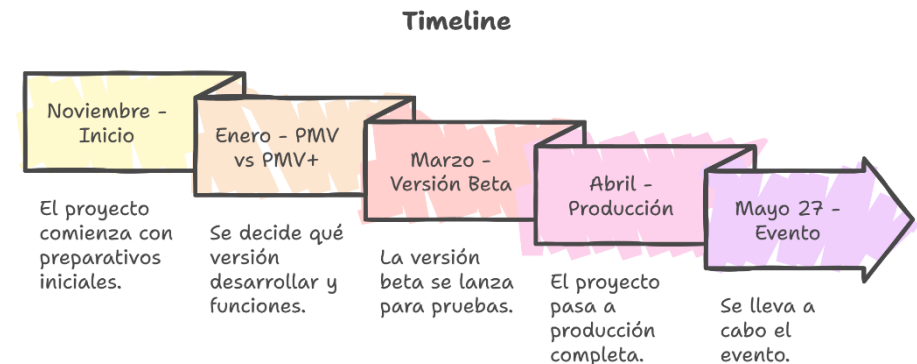 Timeline
Noviembre -
Inicio
El proyecto
comienza con
preparativos
iniciales.
Enero - PMV
vs PMV+
Se decide qué
versión
desarrollar y
funciones.
Marzo -
Versión Beta
La versión
beta se lanza
para pruebas.
Abril -
Producción
El proyecto
pasa a
producción
completa.
Mayo 27 -
Evento
Se lleva a
cabo el
evento.